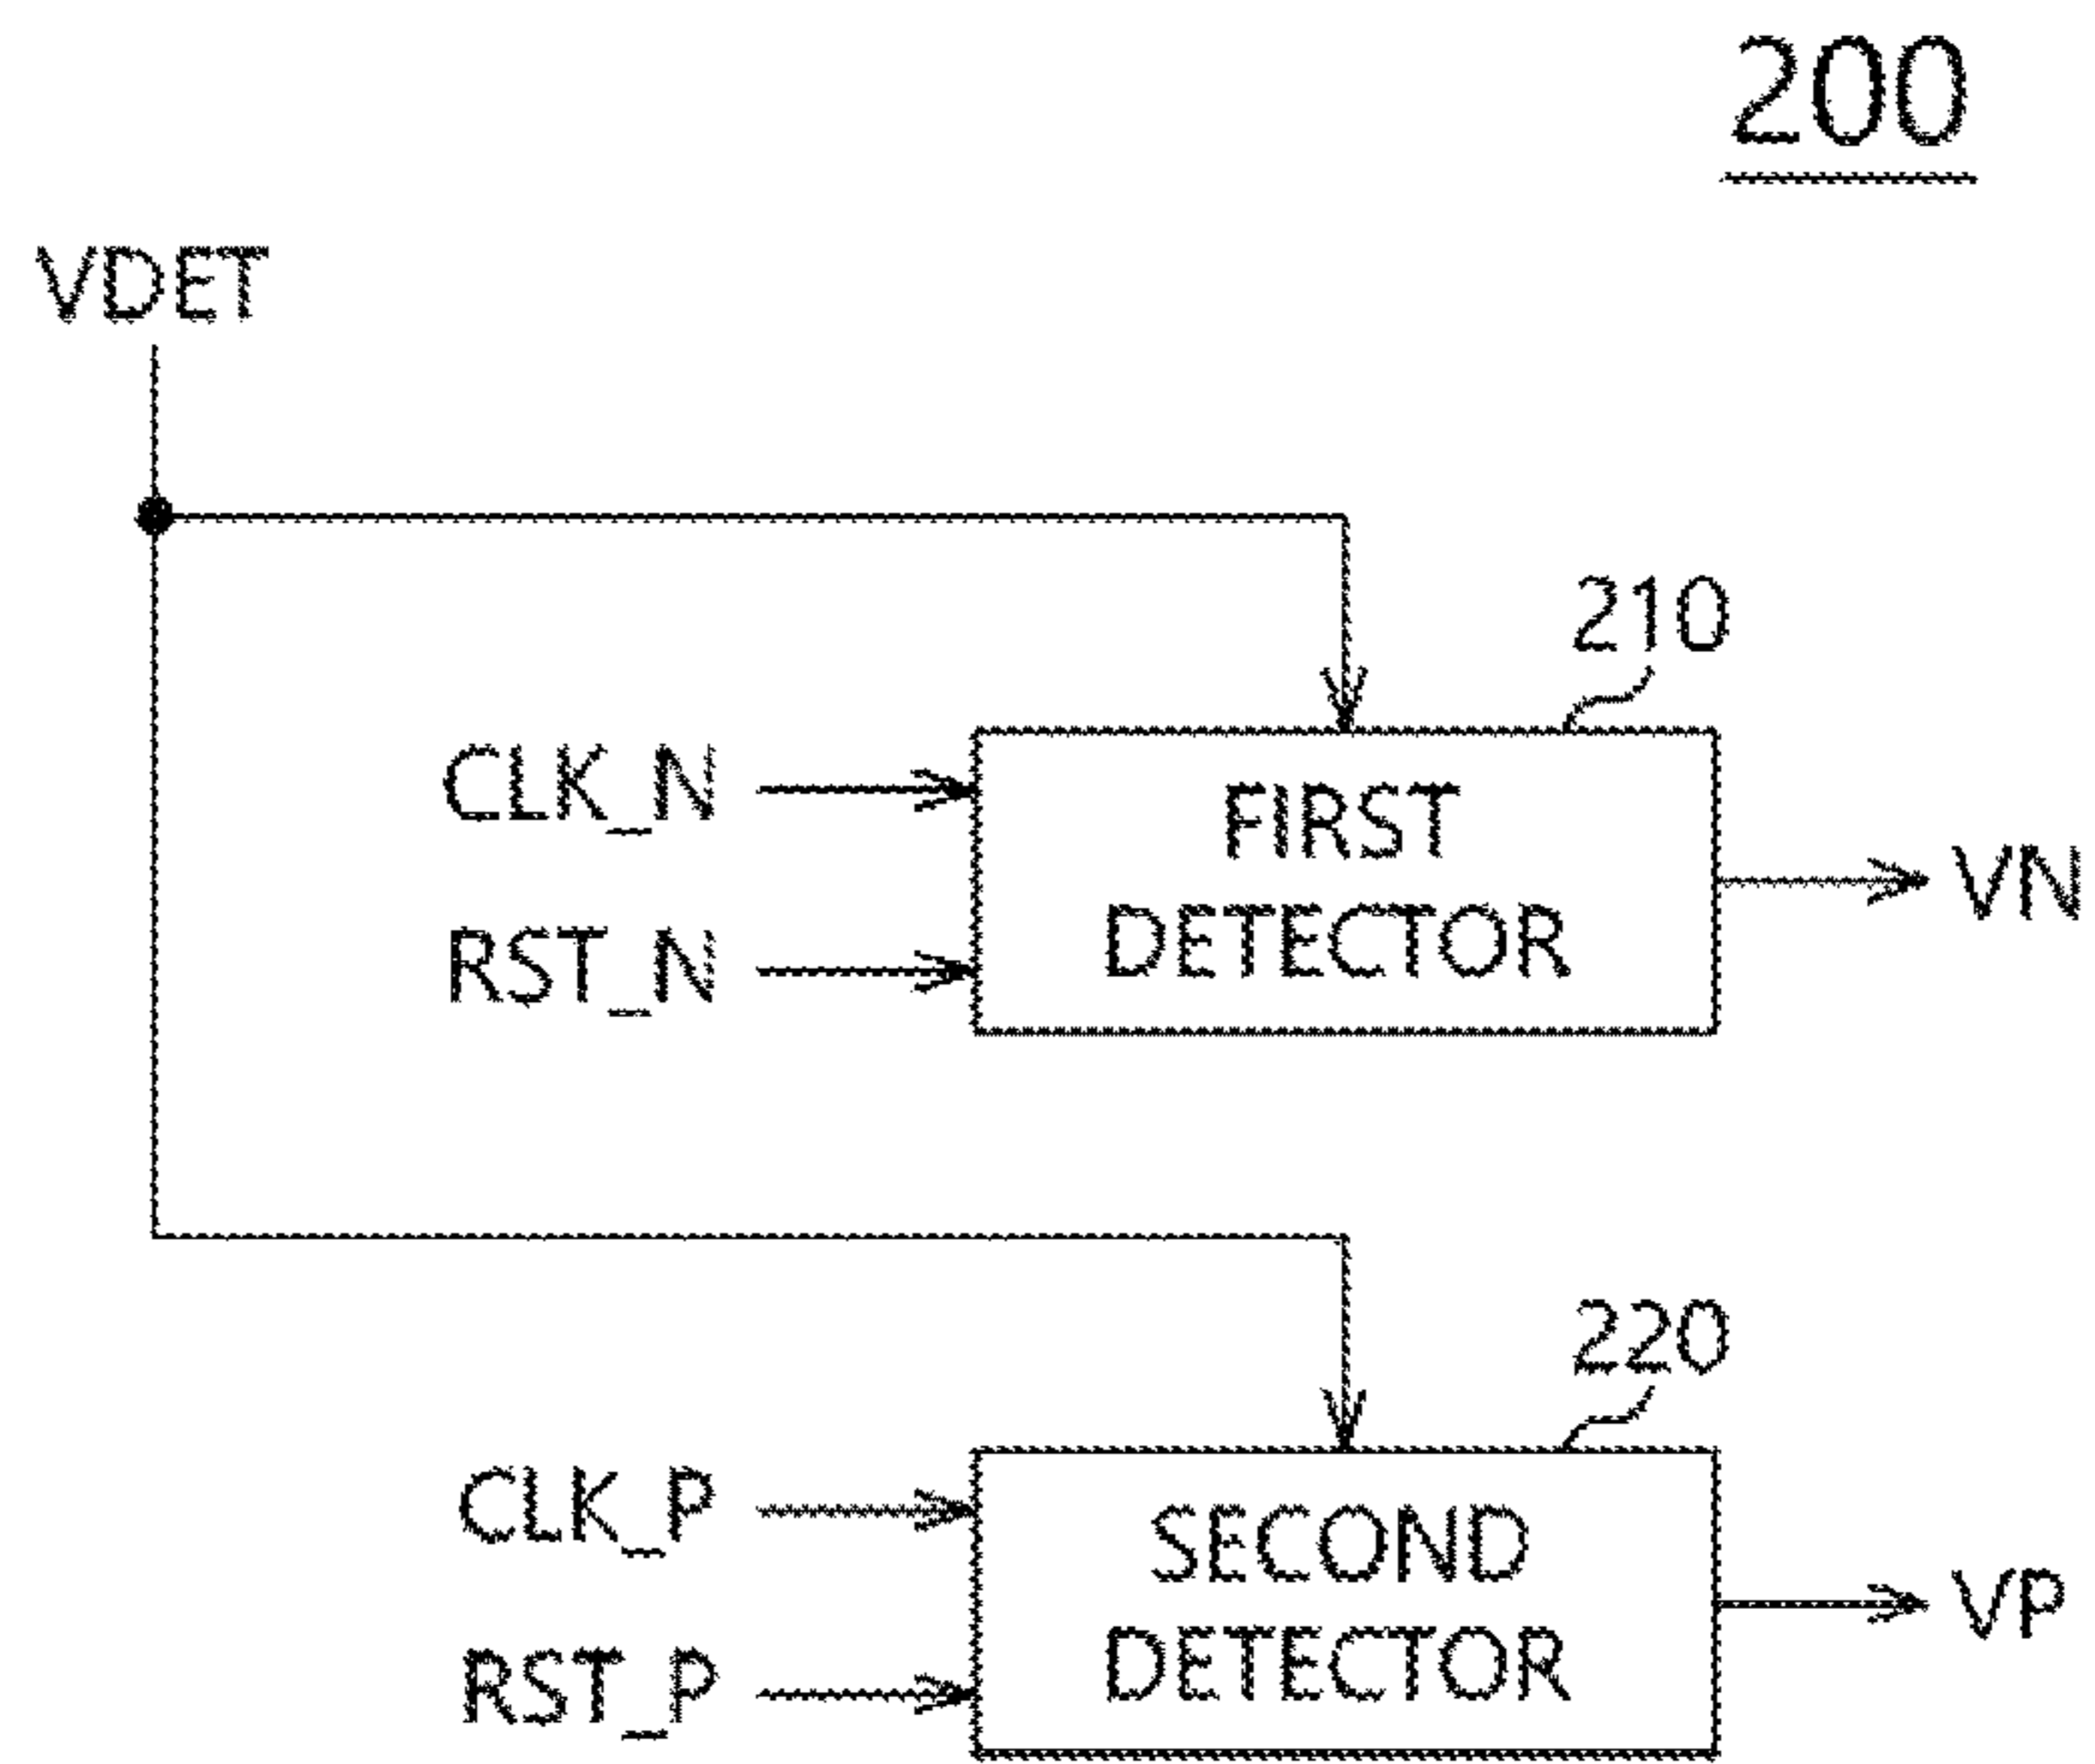 200
VDET
210
CLK_N
FIRST
DETECTOR
VN
RST_N
220
CLK_P
SECOND
DETECTOR
VP
RST_P